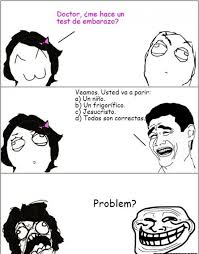 Doctor, ¿me hace un
test de embarazo?
Veamos. Usted va a parir:
a) Un niño.
b) Un frigorífico.
c) Jesucristo.
d) Todas son correctas.
Problem?